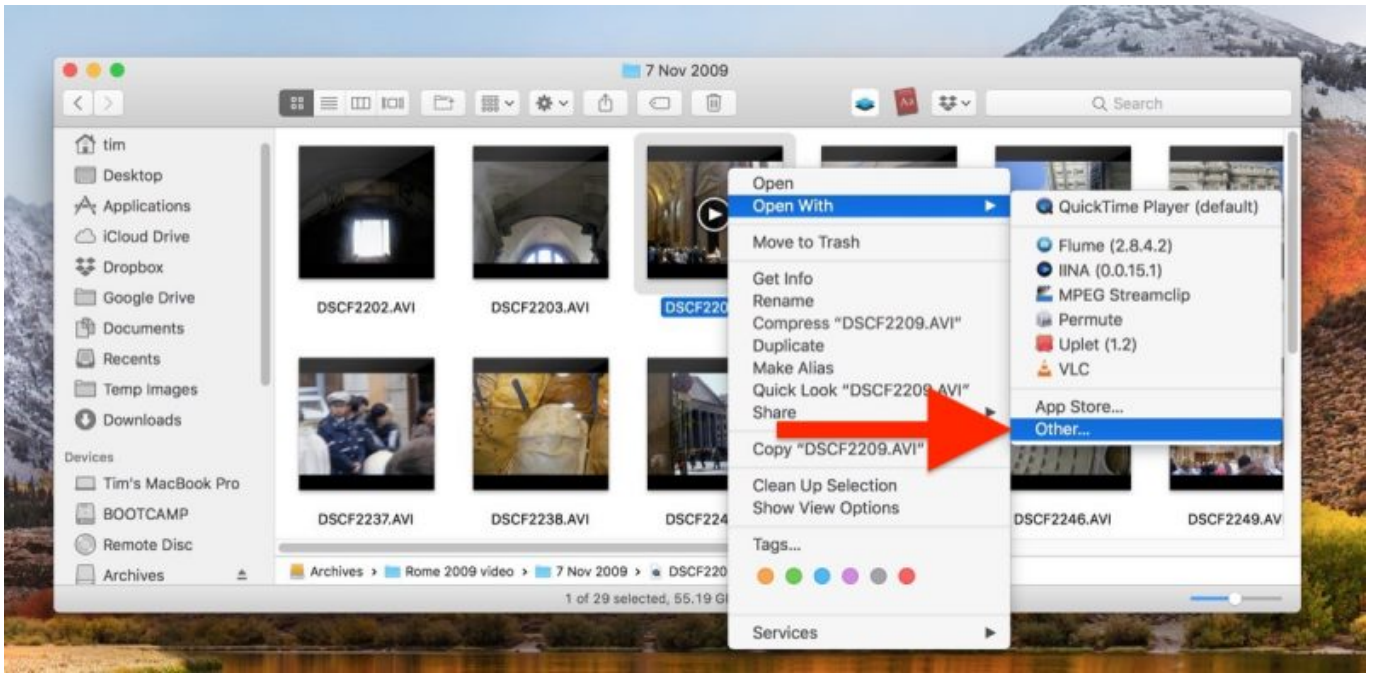 7 Nov 2009
Search
tim
Desktop
Applications
iCloud Drive
Dropbox
Google Drive
Documents
Recents
Temp Images
Downloads
Devices
Tim's MacBook Pro
BOOTCAMP
Remote Disc
Archives
DSCF2202.AVI
DSCF2203.AVI
DSCF220
DSCF2237.AVI
DSCF2238.AVI
DSCF224
DSCF2246.AVI
DSCF2249.AV
Open
Open With
Move to Trash
Get Info
Rename
Compress “DSCF2209.AVI”
Duplicate
Make Alias
Quick Look “DSCF2209.AVI”
Share
Copy “DSCF2209.AVI”
Clean Up Selection
Show View Options
Tags...
Services
QuickTime Player (default)
Flume (2.8.4.2)
IINA (0.0.15.1)
MPEG Streamclip
Permute
Uplet (1.2)
VLC
App Store...
Other...
Archives › Rome 2009 video › 7 Nov 2009 › DSCF220
1 of 29 selected, 55.19 G